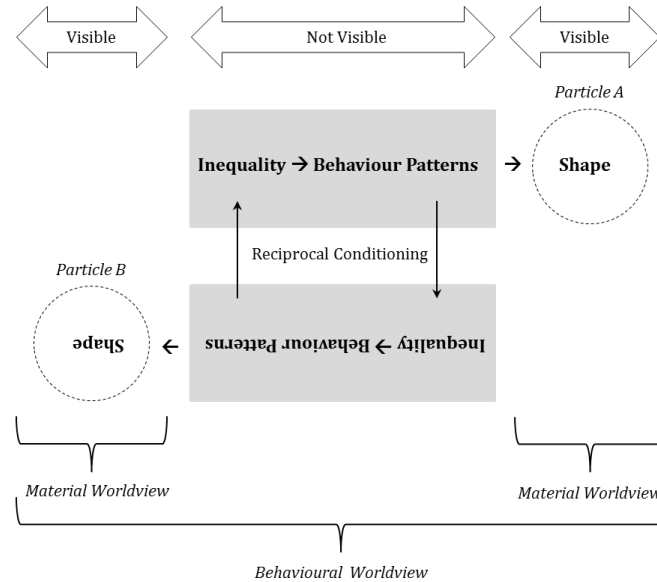 Visible
Not Visible
Visible
Particle A
Inequality → Behaviour Patterns → Shape
Reciprocal Conditioning
Particle B
Shape ← Inequality → Behaviour Patterns
Material Worldview
Material Worldview
Behavioural Worldview